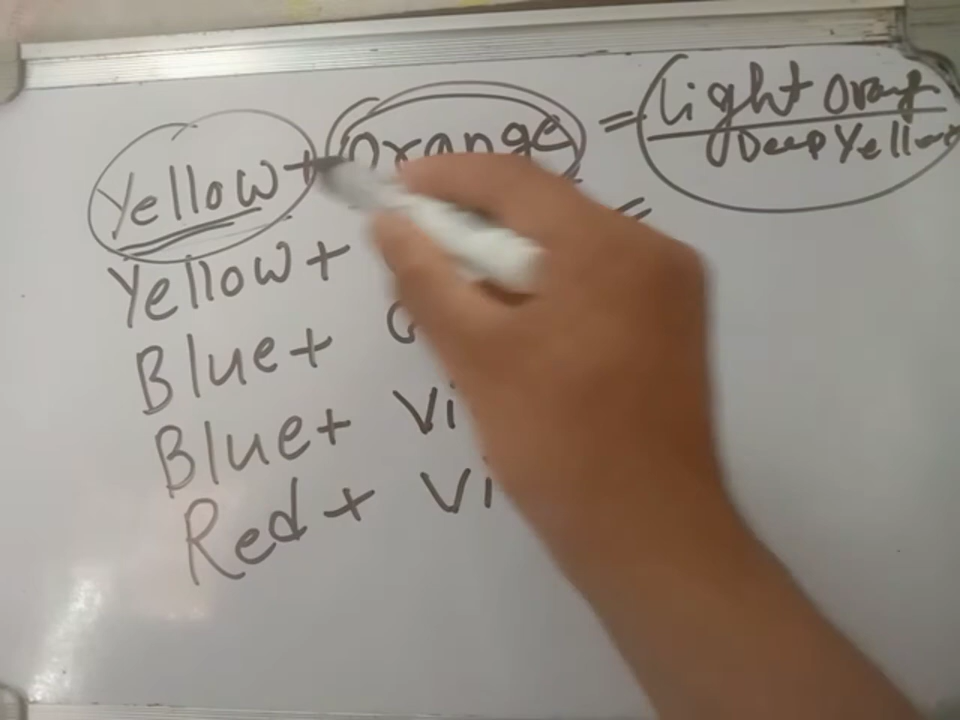 Yellow + Orange = Light Orange
Deep Yellow
Yellow + =
Blue +
Blue + Vi
Red + Vi